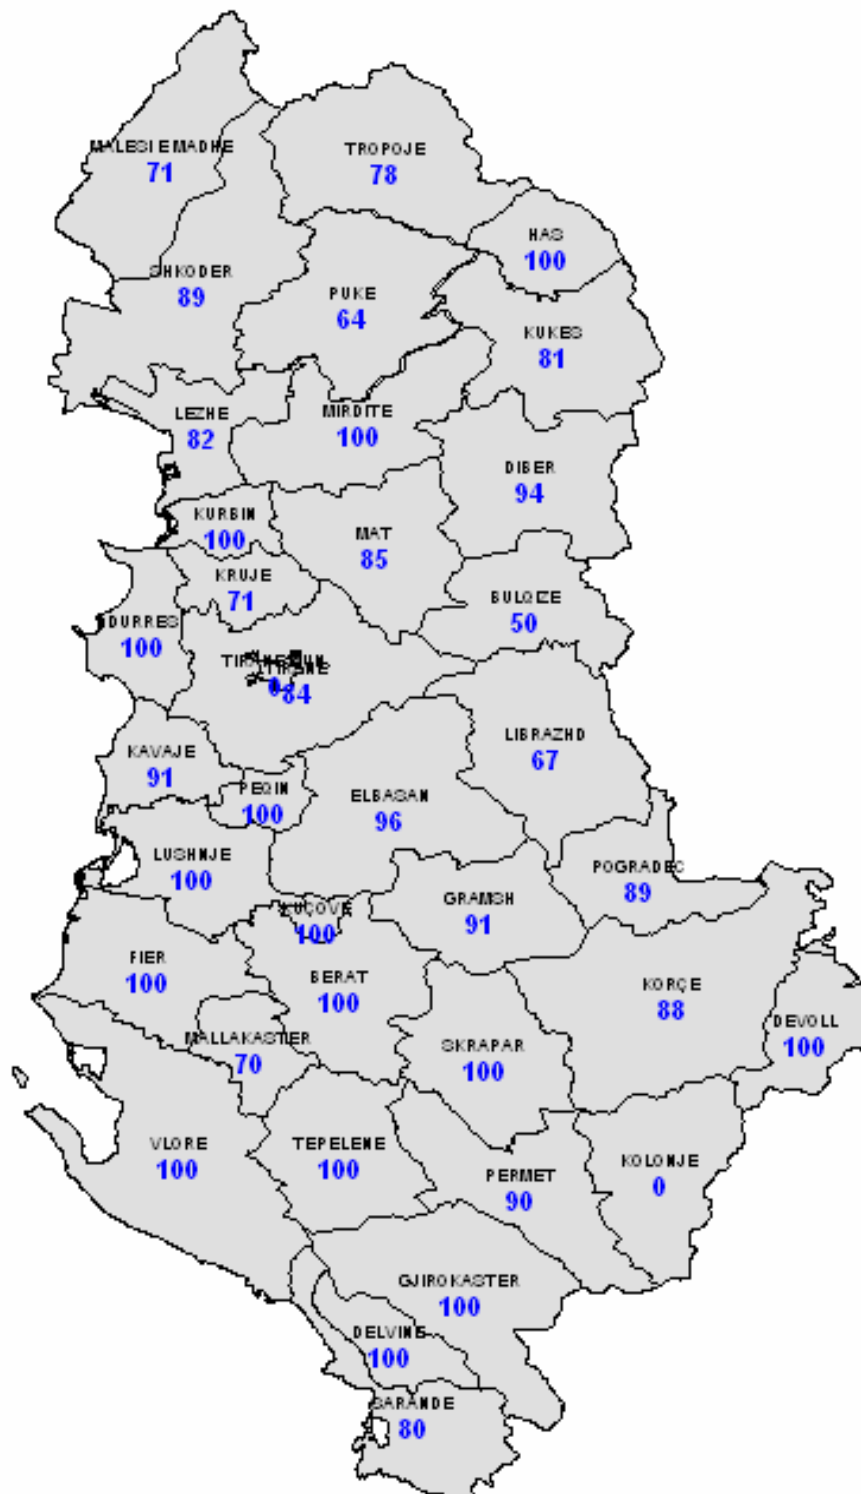 MALESI E MADHE
71
TROPOJE
78
HAS
100
SHKODER
89
PUKE
64
KUKES
81
LEZHE
82
MIRDITE
100
DIBER
94
KURBIN
100
MAT
85
KRUJE
71
BULQIZE
50
DURRES
100
TIRANE
84
LIBRAZHD
67
KAVAJE
91
PEQIN
100
ELBASAN
96
LUSHNJE
100
POGRADEC
89
GRAMSH
91
KUÇOVE
100
FIER
100
BERAT
100
KORÇE
88
DEVOLL
100
MALLAKASTER
70
SKRAPAR
100
VLORE
100
TEPELENE
100
PERMET
90
KOLONJE
0
GJIROKASTER
100
DELVINE
100
SARANDE
80